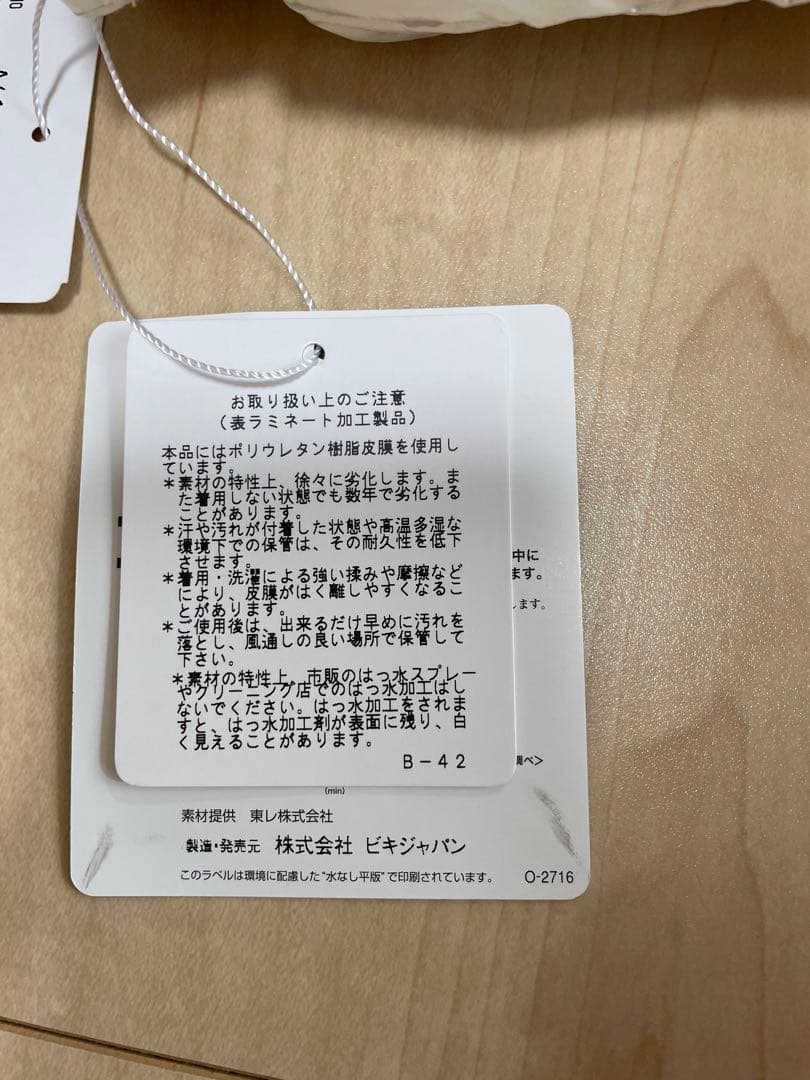 お取り扱い上のご注意
(表ラミネート加工製品)
本品にはポリウレタン樹脂皮膜を使用し
ています。
*素材の特性上、徐々に劣化します。ま
た着用しない状態でも数年で劣化する
ことがあります。
*汗や汚れが付着した状態や高温多湿な
環境下での保管は、その耐久性を低下
させます。
*着用・洗濯による強い揉みや摩擦など
により、皮膜がはく離しやすくなるこ
とがあります。
*ご使用後は、出来るだけ早めに汚れを
落とし、風通しの良い場所で保管して
下さい。
*素材の特性上、市販のはっ水スプレー
やクリーニング店でのはっ水加工はし
ないでください。はっ水加工をされま
すと、はっ水加工剤が表面に残り、白
く見えることがあります。
B-42
中に
ます。
します。
調べ>
(min)
素材提供 東レ株式会社
製造・発売元 株式会社 ビキジャパン
このラベルは環境に配慮した"水なし平版"で印刷されています。 O-2716